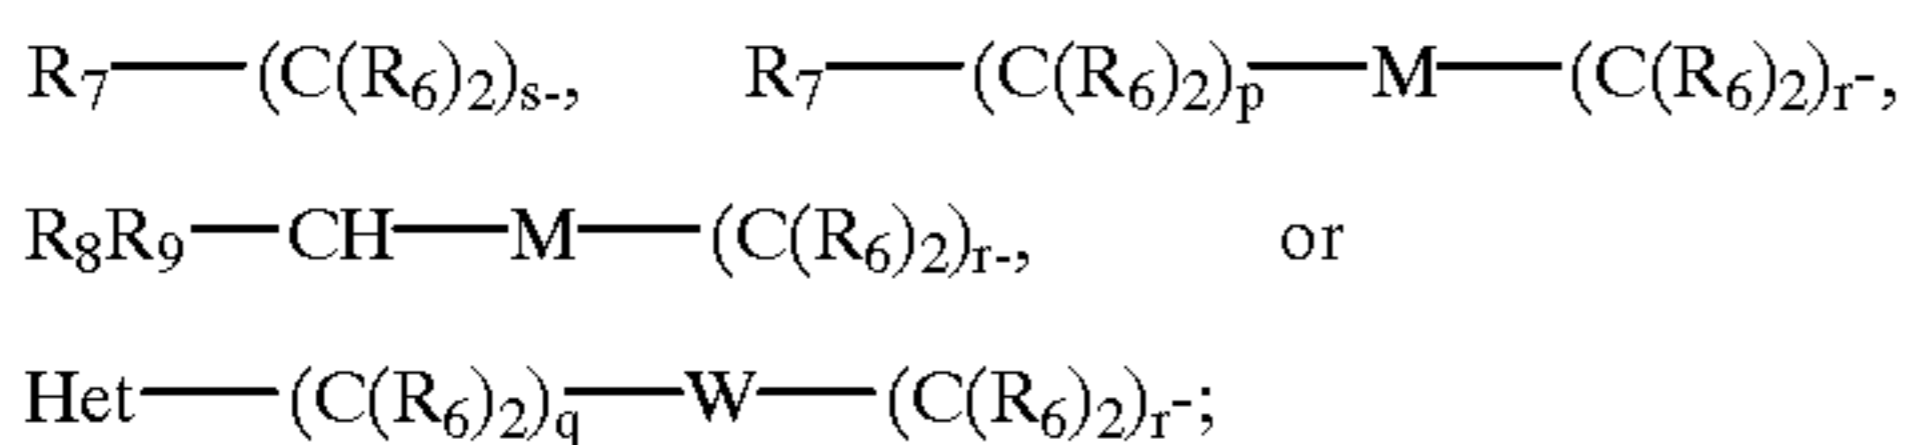 R₇—(C(R₆)₂)ₛ-, R₇—(C(R₆)₂)ₚ—M—(C(R₆)₂)ᵣ-,
R₈R₉—CH—M—(C(R₆)₂)ᵣ-, or
Het—(C(R₆)₂)q—W—(C(R₆)₂)ᵣ-;